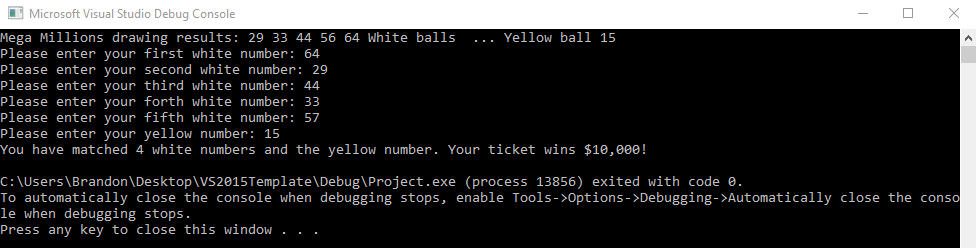 Microsoft Visual Studio Debug Console
Mega Millions drawing results: 29 33 44 56 64 White balls  ... Yellow ball 15
Please enter your first white number: 64
Please enter your second white number: 29
Please enter your third white number: 44
Please enter your forth white number: 33
Please enter your fifth white number: 57
Please enter your yellow number: 15
You have matched 4 white numbers and the yellow number. Your ticket wins $10,000!
C:\Users\Brandon\Desktop\VS2015Template\Debug\Project.exe (process 13856) exited with code 0.
To automatically close the console when debugging stops, enable Tools->Options->Debugging->Automatically close the conso
le when debugging stops.
Press any key to close this window . . .